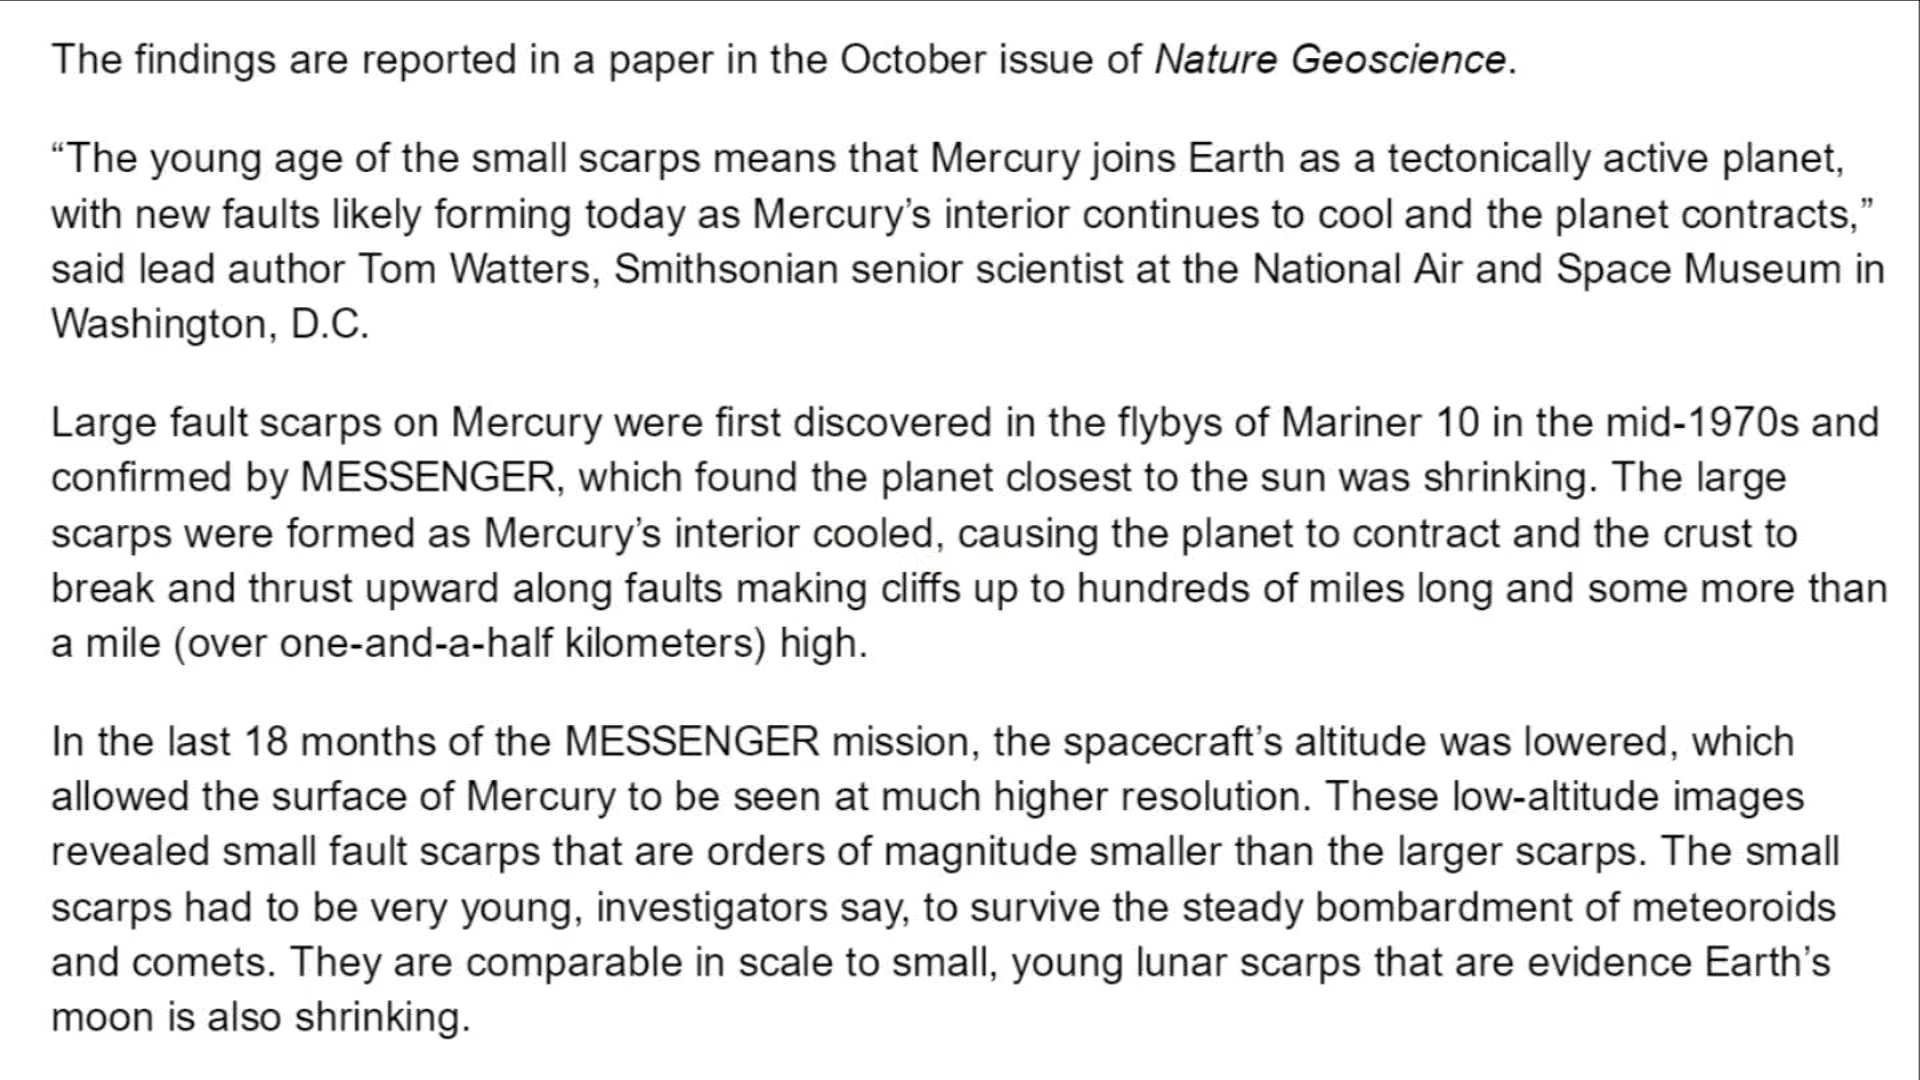 The findings are reported in a paper in the October issue of Nature Geoscience.
“The young age of the small scarps means that Mercury joins Earth as a tectonically active planet,
with new faults likely forming today as Mercury’s interior continues to cool and the planet contracts,”
said lead author Tom Watters, Smithsonian senior scientist at the National Air and Space Museum in
Washington, D.C.
Large fault scarps on Mercury were first discovered in the flybys of Mariner 10 in the mid-1970s and
confirmed by MESSENGER, which found the planet closest to the sun was shrinking. The large
scarps were formed as Mercury’s interior cooled, causing the planet to contract and the crust to
break and thrust upward along faults making cliffs up to hundreds of miles long and some more than
a mile (over one-and-a-half kilometers) high.
In the last 18 months of the MESSENGER mission, the spacecraft’s altitude was lowered, which
allowed the surface of Mercury to be seen at much higher resolution. These low-altitude images
revealed small fault scarps that are orders of magnitude smaller than the larger scarps. The small
scarps had to be very young, investigators say, to survive the steady bombardment of meteoroids
and comets. They are comparable in scale to small, young lunar scarps that are evidence Earth’s
moon is also shrinking.